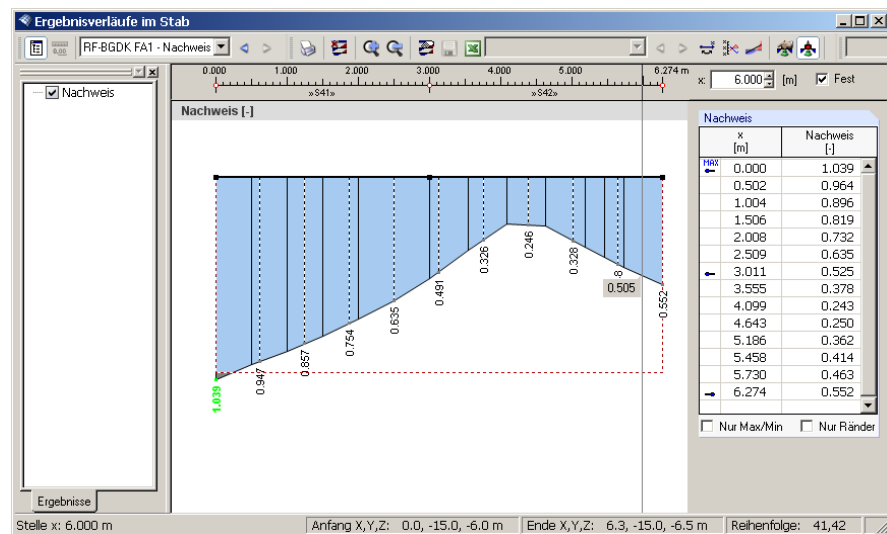 Ergebnisverläufe im Stab
0,00 RF-BGDK FA1 - Nachweis
Nachweis
Ergebnisse
0.000 1.000 2.000 3.000 4.000 5.000 6.274 m
»S41» »S42»
Nachweis [-]
1.039
0.947
0.857
0.754
0.635
0.491
0.326
0.246
0.328
8
0.505
0.552
x: 6.000 [m] Fest
Nachweis
x Nachweis
[m] [-]
MAX 0.000 1.039
0.502 0.964
1.004 0.896
1.506 0.819
2.008 0.732
2.509 0.635
3.011 0.525
3.555 0.378
4.099 0.243
4.643 0.250
5.186 0.362
5.458 0.414
5.730 0.463
6.274 0.552
Nur Max/Min Nur Ränder
Stelle x: 6.000 m Anfang X,Y,Z: 0.0, -15.0, -6.0 m Ende X,Y,Z: 6.3, -15.0, -6.5 m Reihenfolge: 41,42